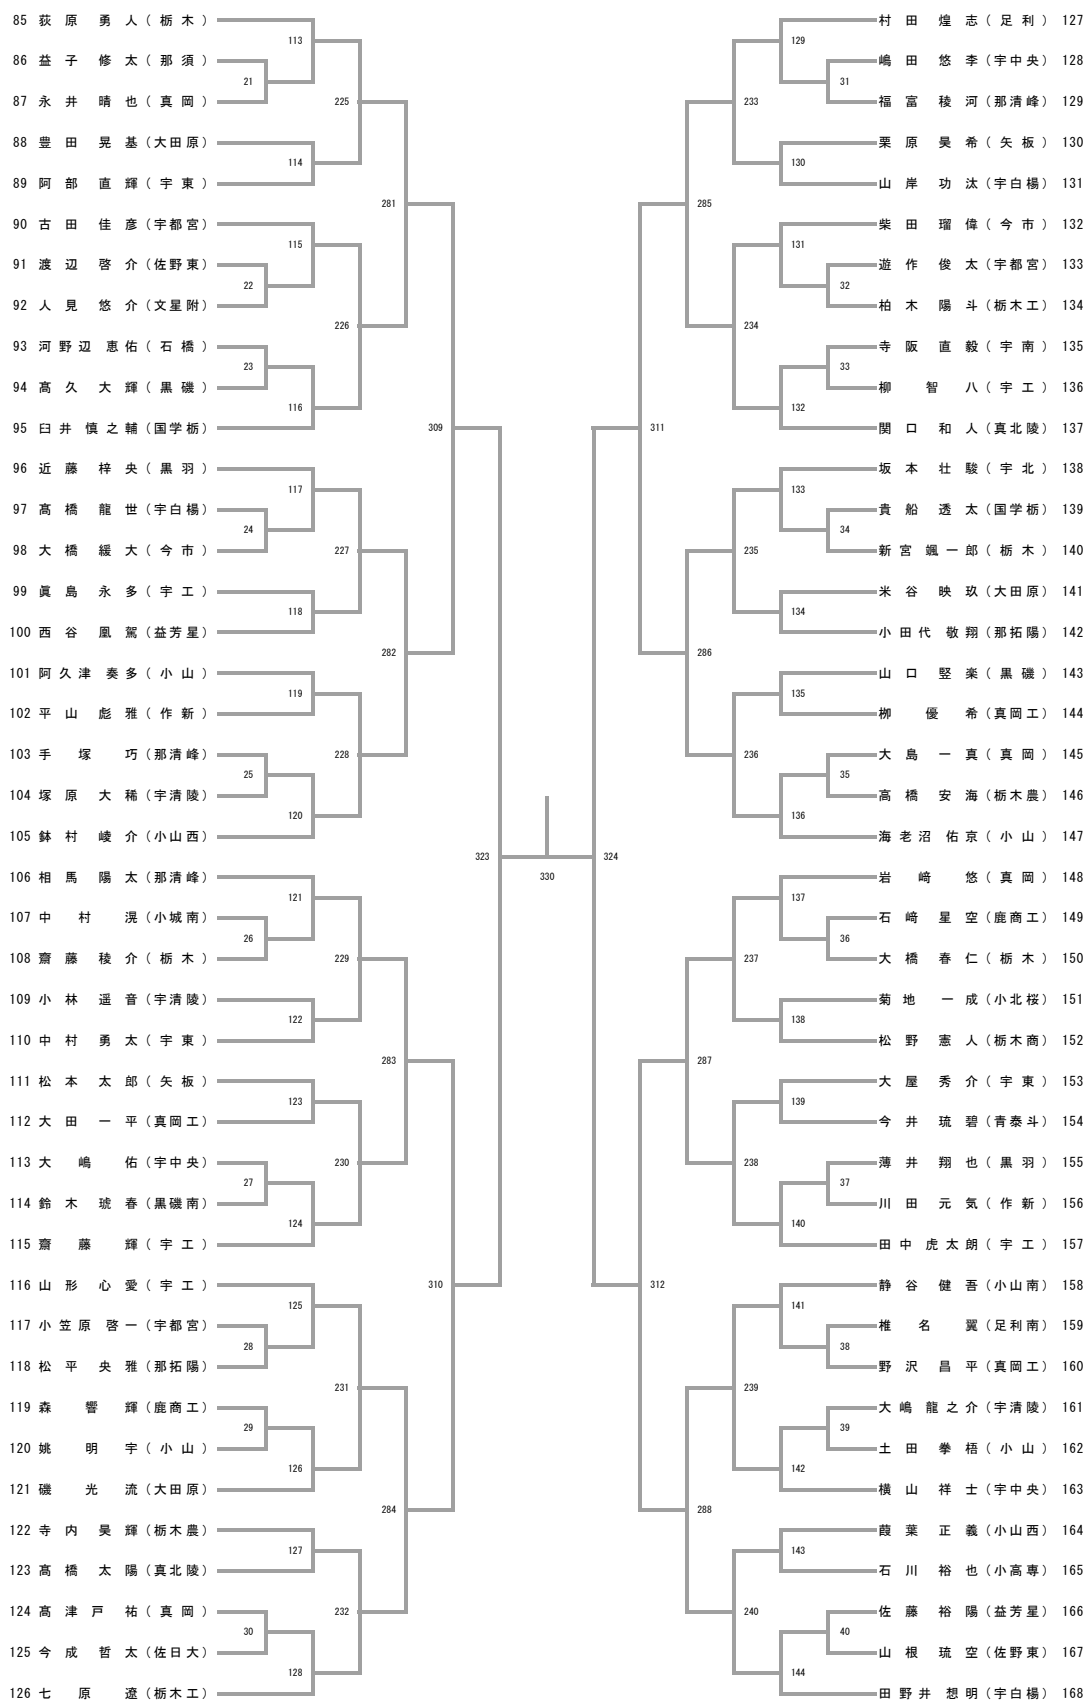 85 荻原 勇人（栃木）
86 益子 修太（那須）
87 永井 晴也（真岡）
88 豊田 晃基（大田原）
89 阿部 直輝（宇東）
90 古田 佳彦（宇都宮）
91 渡辺 啓介（佐野東）
92 人見 悠介（文星附）
93 河野辺 恵佑（石橋）
94 髙久 大輝（黒磯）
95 臼井 慎之輔（国学栃）
96 近藤 梓央（黒羽）
97 髙橋 龍世（宇白楊）
98 大橋 緩大（今市）
99 眞島 永多（宇工）
100 西谷 凰駕（益芳星）
101 阿久津 奏多（小山）
102 平山 彪雅（作新）
103 手塚 巧（那清峰）
104 塚原 大稀（宇清陵）
105 鉢村 崚介（小山西）
106 相馬 陽太（那清峰）
107 中村 滉（小城南）
108 齋藤 稜介（栃木）
109 小林 遥音（宇清陵）
110 中村 勇太（宇東）
111 松本 太郎（矢板）
112 大田 一平（真岡工）
113 大嶋 佑（宇中央）
114 鈴木 琥春（黒磯南）
115 齋藤 輝（宇工）
116 山形 心愛（宇工）
117 小笠原 啓一（宇都宮）
118 松平 央雅（那拓陽）
119 森 響輝（鹿商工）
120 姚 明宇（小山）
121 磯 光流（大田原）
122 寺内 昊輝（栃木農）
123 髙橋 太陽（真北陵）
124 髙津戸 祐（真岡）
125 今成 哲太（佐日大）
126 七原 遼（栃木工）
113
21
225
114
281
115
22
226
23
116
309
117
24
227
118
282
119
228
25
120
323
121
26
229
122
283
123
230
27
124
310
125
28
231
29
126
284
127
232
30
128
330
324
129
31
233
130
285
131
32
234
33
132
311
133
34
235
134
286
135
236
35
136
137
36
237
138
287
139
238
37
140
312
141
38
239
39
142
288
143
240
40
144
村田 煌志（足利） 127
嶋田 悠李（宇中央） 128
福冨 稜河（那清峰） 129
栗原 昊希（矢板） 130
山岸 功汰（宇白楊） 131
柴田 瑠偉（今市） 132
遊作 俊太（宇都宮） 133
柏木 陽斗（栃木工） 134
寺阪 直毅（宇南） 135
柳 智八（宇工） 136
関口 和人（真北陵） 137
坂本 壮駿（宇北） 138
貴船 透太（国学栃） 139
新宮 颯一郎（栃木） 140
米谷 映玖（大田原） 141
小田代 敬翔（那拓陽） 142
山口 竪楽（黒磯） 143
栁 優希（真岡工） 144
大島 一真（真岡） 145
高橋 安海（栃木農） 146
海老沼 佑京（小山） 147
岩﨑 悠（真岡） 148
石﨑 星空（鹿商工） 149
大橋 春仁（栃木） 150
菊地 一成（小北桜） 151
松野 憲人（栃木商） 152
大屋 秀介（宇東） 153
今井 琉碧（青泰斗） 154
薄井 翔也（黒羽） 155
川田 元気（作新） 156
田中 虎太朗（宇工） 157
静谷 健吾（小山南） 158
椎名 翼（足利南） 159
野沢 昌平（真岡工） 160
大嶋 龍之介（宇清陵） 161
土田 拳梧（小山） 162
横山 祥士（宇中央） 163
葭葉 正義（小山西） 164
石川 裕也（小高専） 165
佐藤 裕陽（益芳星） 166
山根 琉空（佐野東） 167
田野井 想明（宇白楊） 168